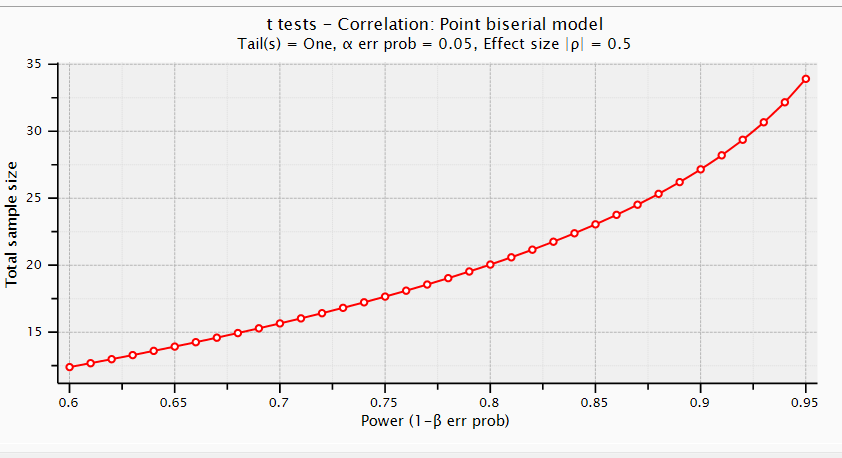 t tests - Correlation: Point biserial model
Tail(s) = One, α err prob = 0.05, Effect size |ρ| = 0.5
Total sample size
35
30
25
20
15
0.6 0.65 0.7 0.75 0.8 0.85 0.9 0.95
Power (1-β err prob)